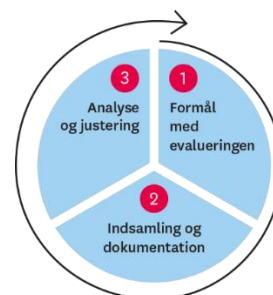 1
Formål
med
evalueringen
2
Indsamling og
dokumentation
3
Analyse
og justering